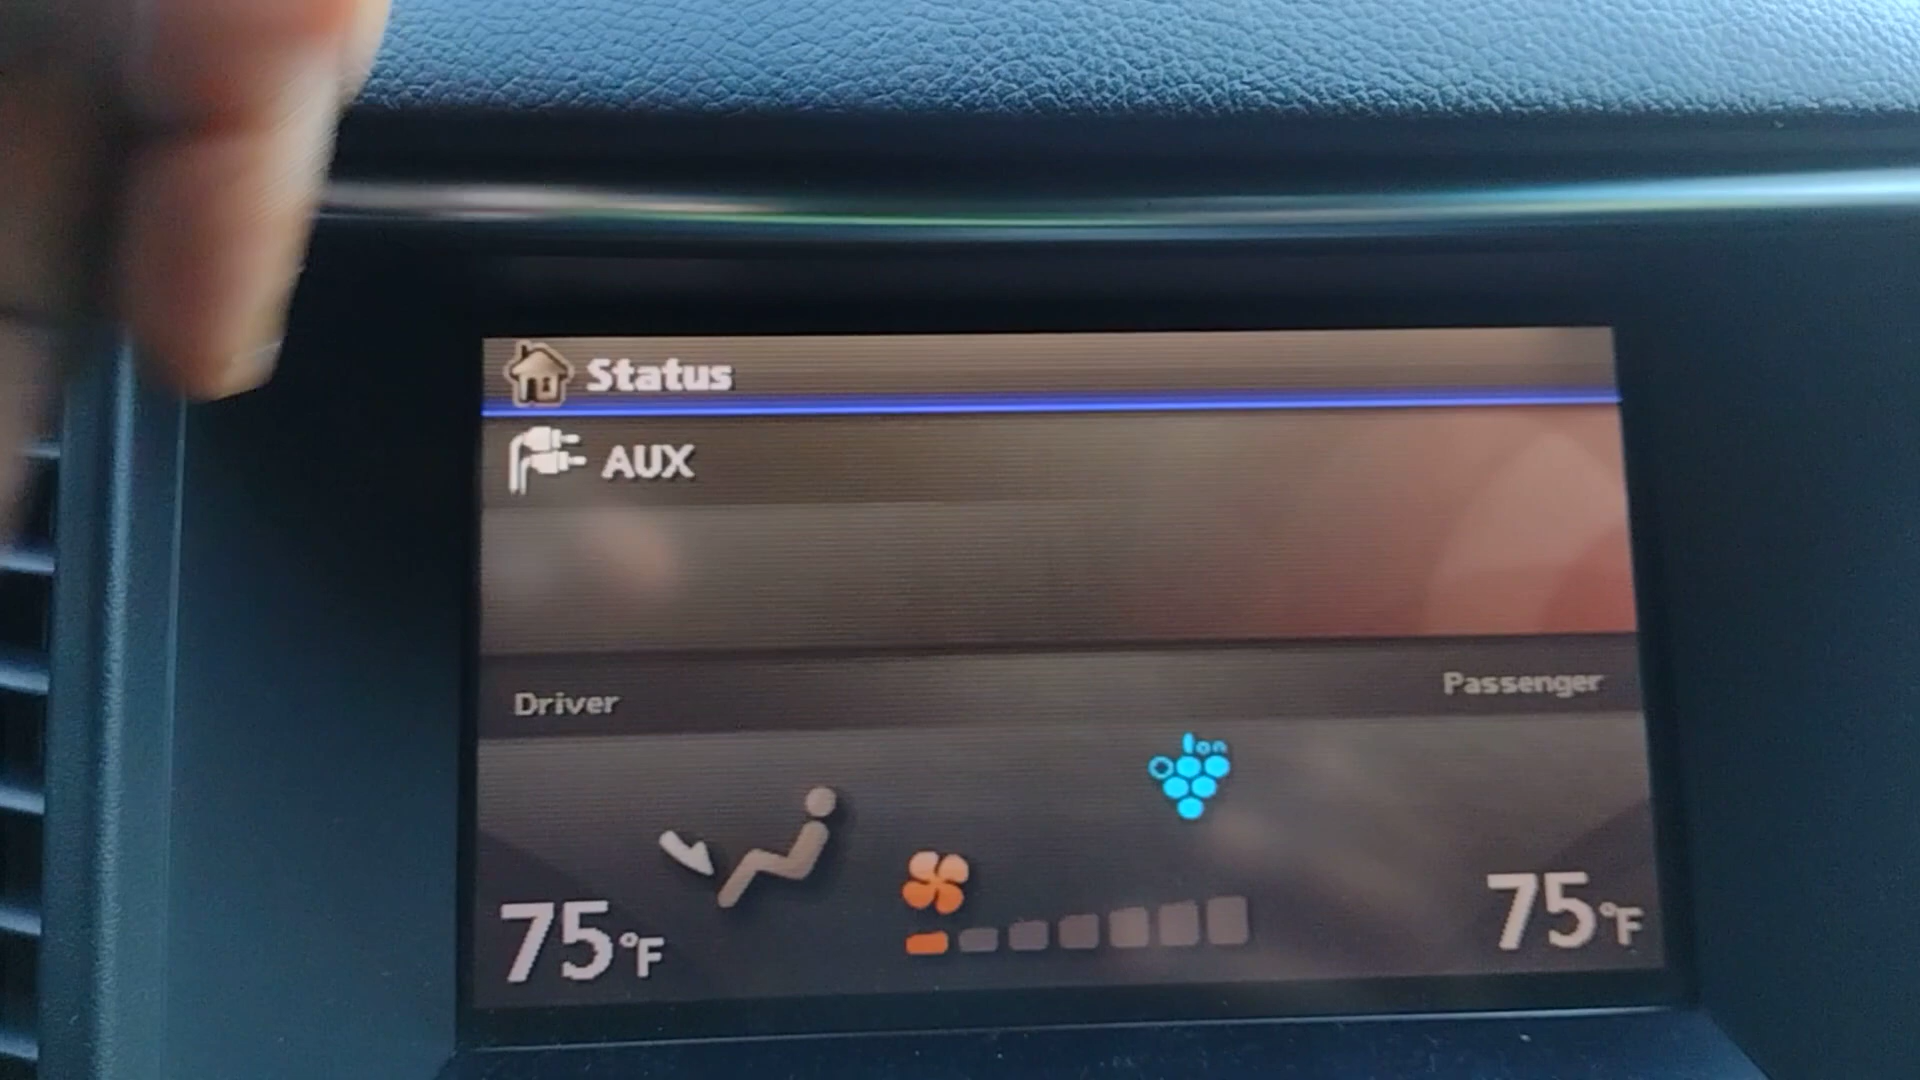 Status
AUX
Driver
Passenger
Ion
75°F
75°F